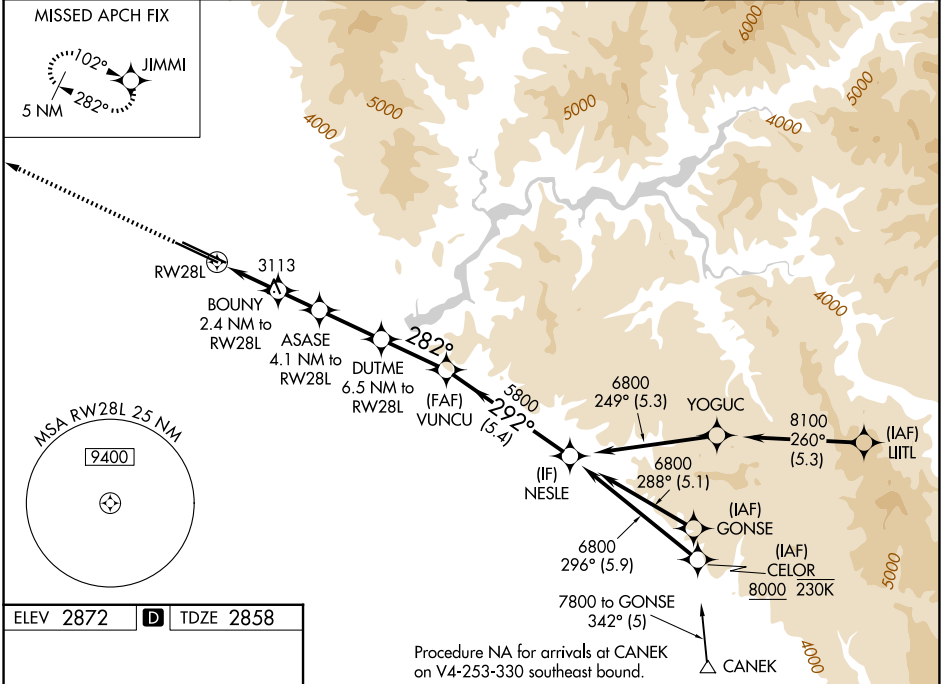 MISSED APCH FIX
102°
JIMMI
5 NM
282°
5000
4000
5000
6000
5000
4000
4000
RW28L
3113
BOUNY
2.4 NM to
RW28L
ASASE
4.1 NM to
RW28L
DUTME
6.5 NM to
RW28L
282°
(FAF)
VUNCU
5800
292°
(5.4)
(IF)
NESLE
6800
249° (5.3)
YOGUC
8100
260°
(5.3)
(IAF)
LIITL
6800
288° (5.1)
(IAF)
GONSE
6800
296° (5.9)
(IAF)
CELOR
8000 230K
5000
4000
7800 to GONSE
342° (5)
CANEK
Procedure NA for arrivals at CANEK
on V4-253-330 southeast bound.
MSA RW28L 25 NM
9400
ELEV 2872 D TDZE 2858